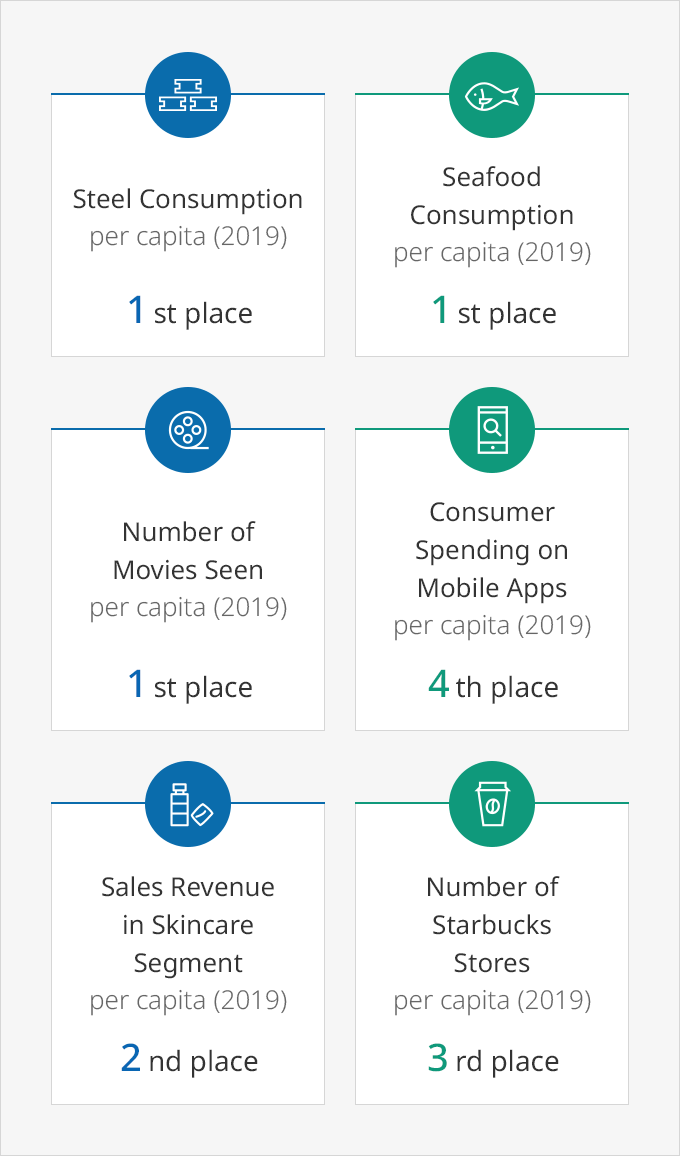 Steel Consumption
per capita (2019)
1 st place
Seafood
Consumption
per capita (2019)
1 st place
Number of
Movies Seen
per capita (2019)
1 st place
Consumer
Spending on
Mobile Apps
per capita (2019)
4 th place
Sales Revenue
in Skincare
Segment
per capita (2019)
2 nd place
Number of
Starbucks
Stores
per capita (2019)
3 rd place